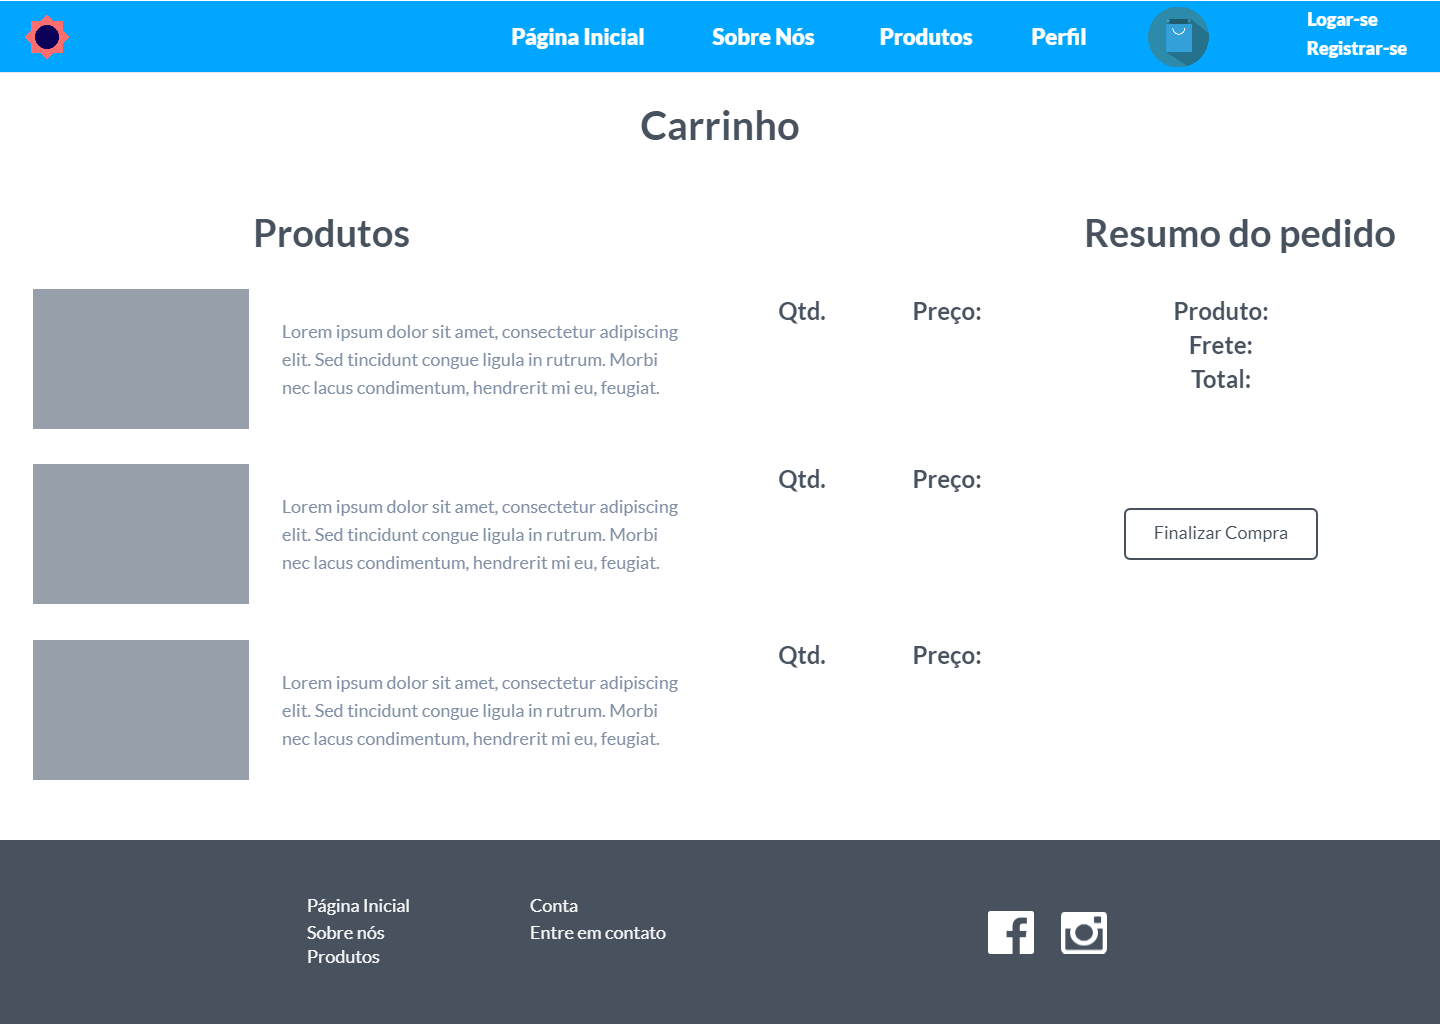 Página Inicial
Sobre Nós
Produtos
Perfil
Logar-se
Registrar-se
Carrinho
Produtos
Resumo do pedido
Lorem ipsum dolor sit amet, consectetur adipiscing
elit. Sed tincidunt congue ligula in rutrum. Morbi
nec lacus condimentum, hendrerit mi eu, feugiat.
Qtd.
Preço:
Produto:
Frete:
Total:
Lorem ipsum dolor sit amet, consectetur adipiscing
elit. Sed tincidunt congue ligula in rutrum. Morbi
nec lacus condimentum, hendrerit mi eu, feugiat.
Qtd.
Preço:
Finalizar Compra
Lorem ipsum dolor sit amet, consectetur adipiscing
elit. Sed tincidunt congue ligula in rutrum. Morbi
nec lacus condimentum, hendrerit mi eu, feugiat.
Qtd.
Preço:
Página Inicial
Sobre nós
Produtos
Conta
Entre em contato